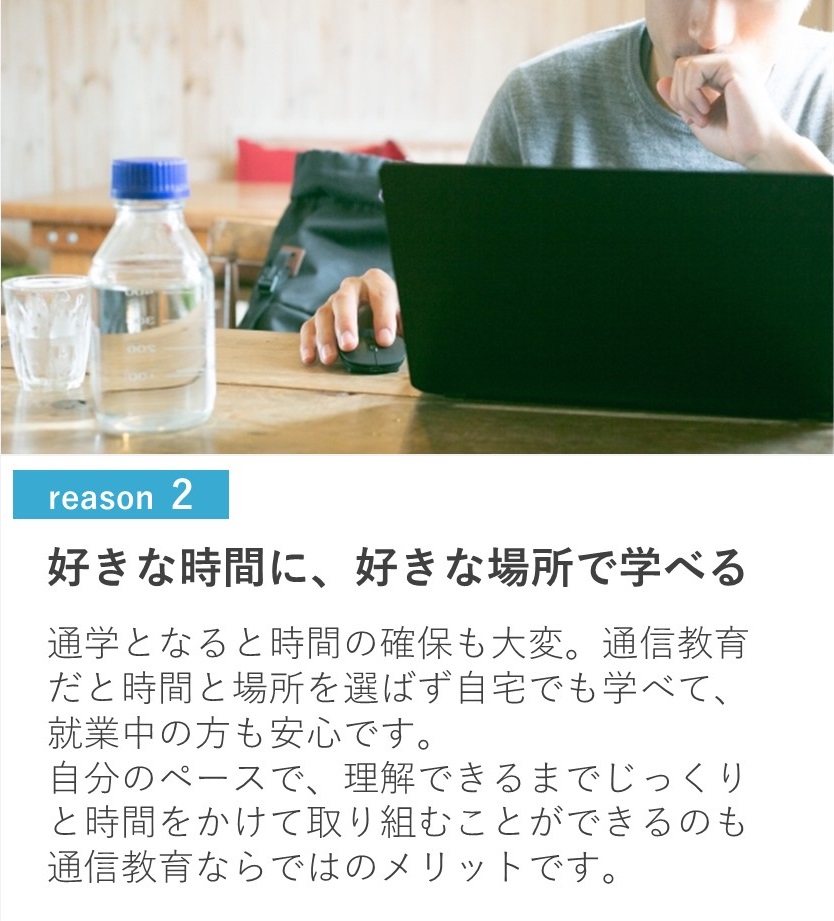 reason 2
好きな時間に、好きな場所で学べる
通学となると時間の確保も大変。通信教育
だと時間と場所を選ばず自宅でも学べて、
就業中の方も安心です。
自分のペースで、理解できるまでじっくり
と時間をかけて取り組むことができるのも
通信教育ならではのメリットです。